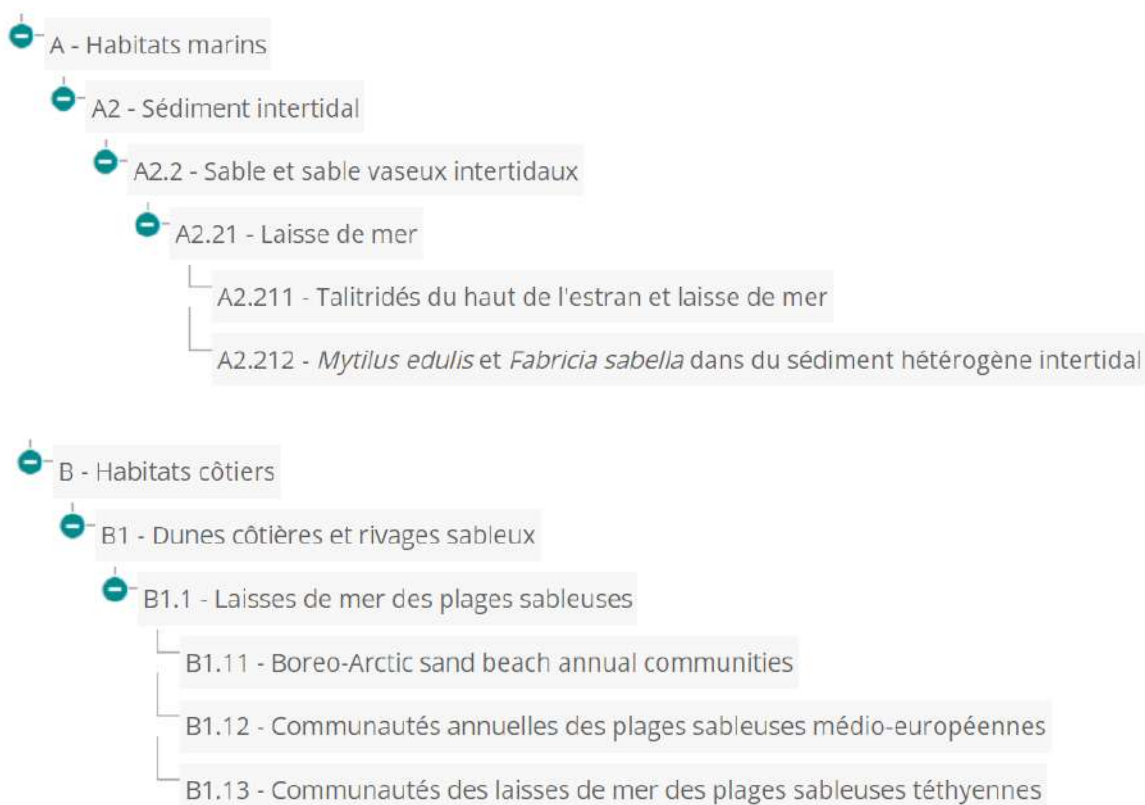 A - Habitats marins
A2 - Sédiment intertidal
A2.2 - Sable et sable vaseux intertidaux
A2.21 - Laisse de mer
A2.211 - Talitridés du haut de l'estran et laisse de mer
A2.212 - Mytilus edulis et Fabricia sabella dans du sédiment hétérogène intertidal
B - Habitats côtiers
B1 - Dunes côtières et rivages sableux
B1.1 - Laisses de mer des plages sableuses
B1.11 - Boreo-Arctic sand beach annual communities
B1.12 - Communautés annuelles des plages sableuses médio-européennes
B1.13 - Communautés des laisses de mer des plages sableuses téthyennes